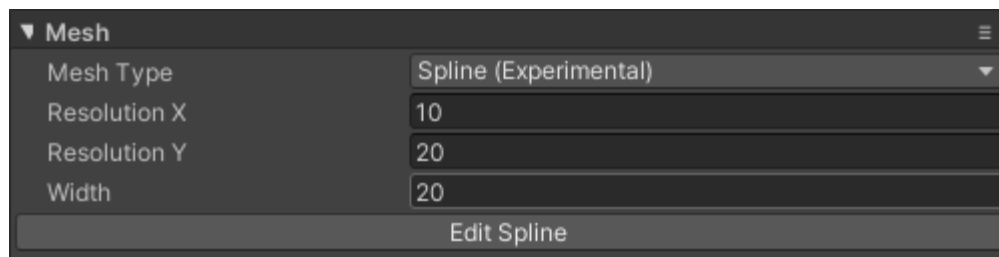 Mesh
Mesh Type Spline (Experimental)
Resolution X 10
Resolution Y 20
Width 20
Edit Spline